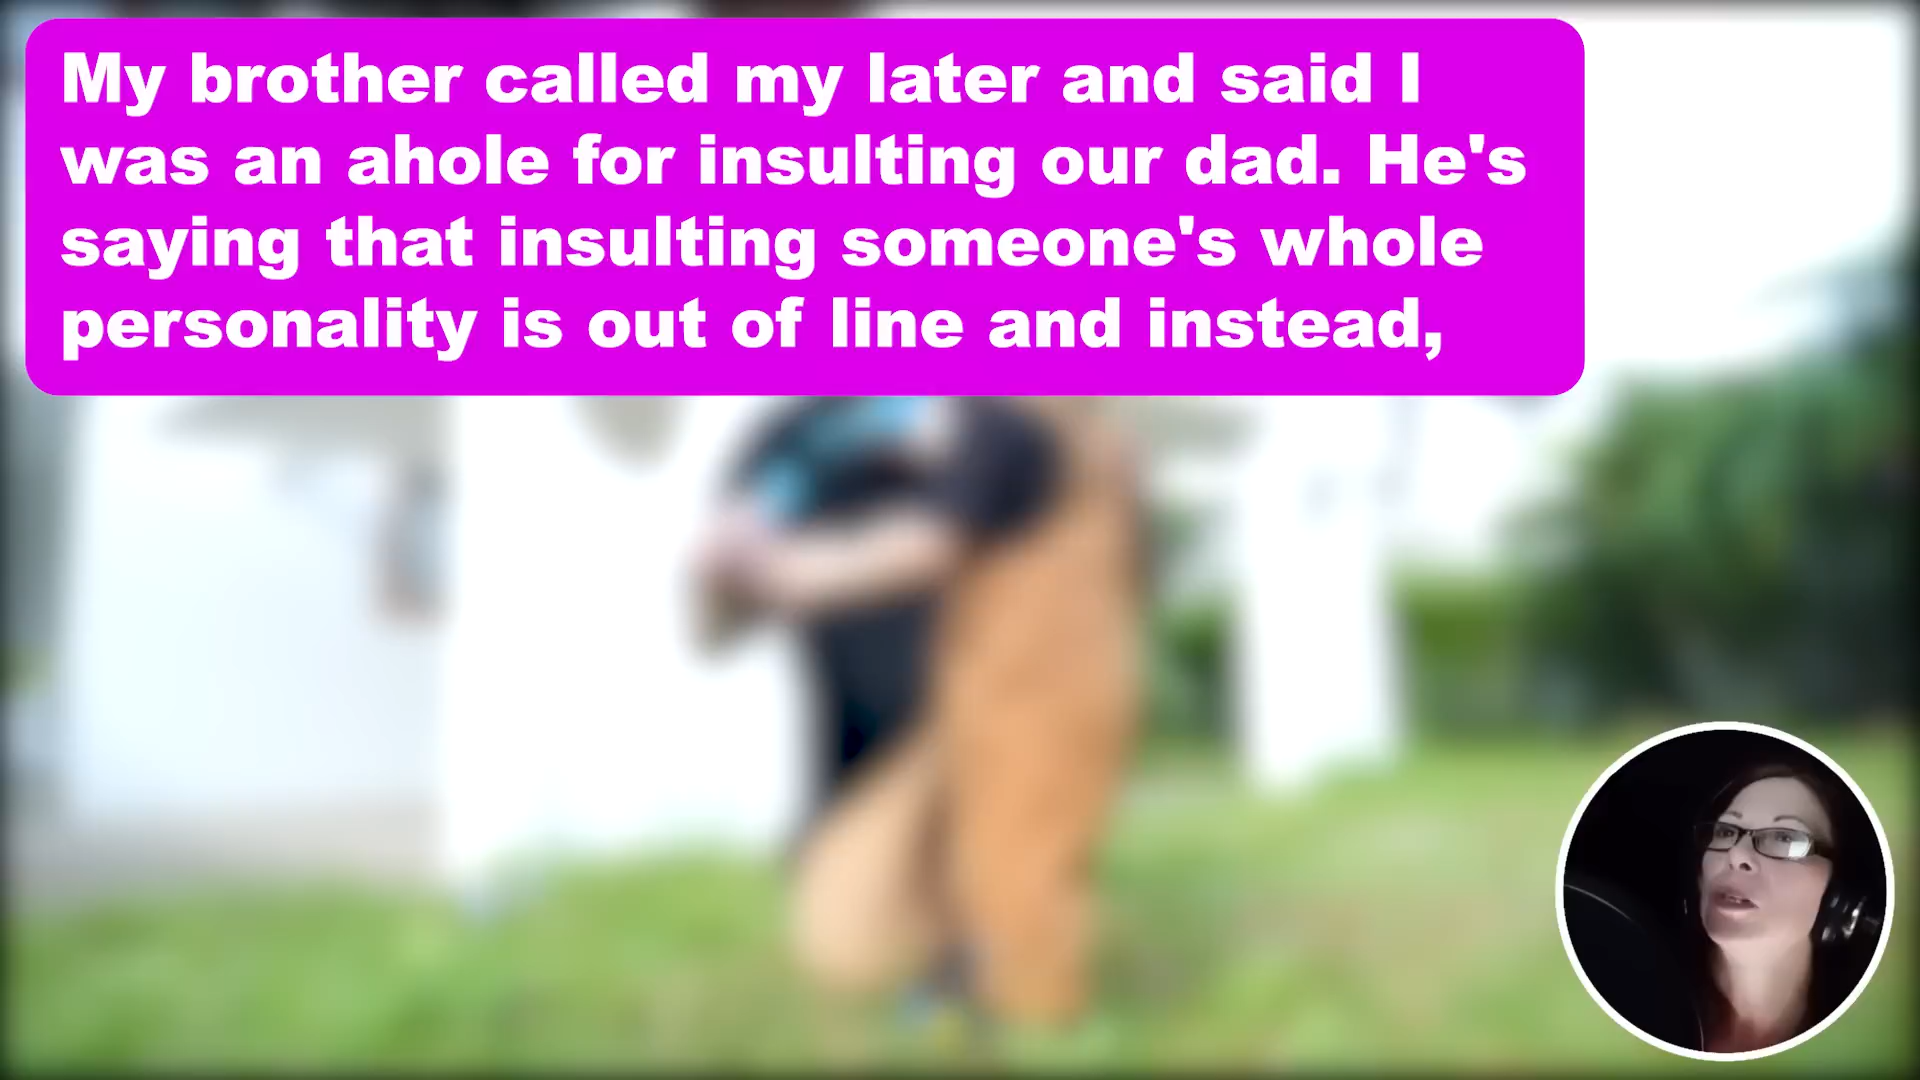 My brother called my later and said I
was an ahole for insulting our dad. He's
saying that insulting someone's whole
personality is out of line and instead,